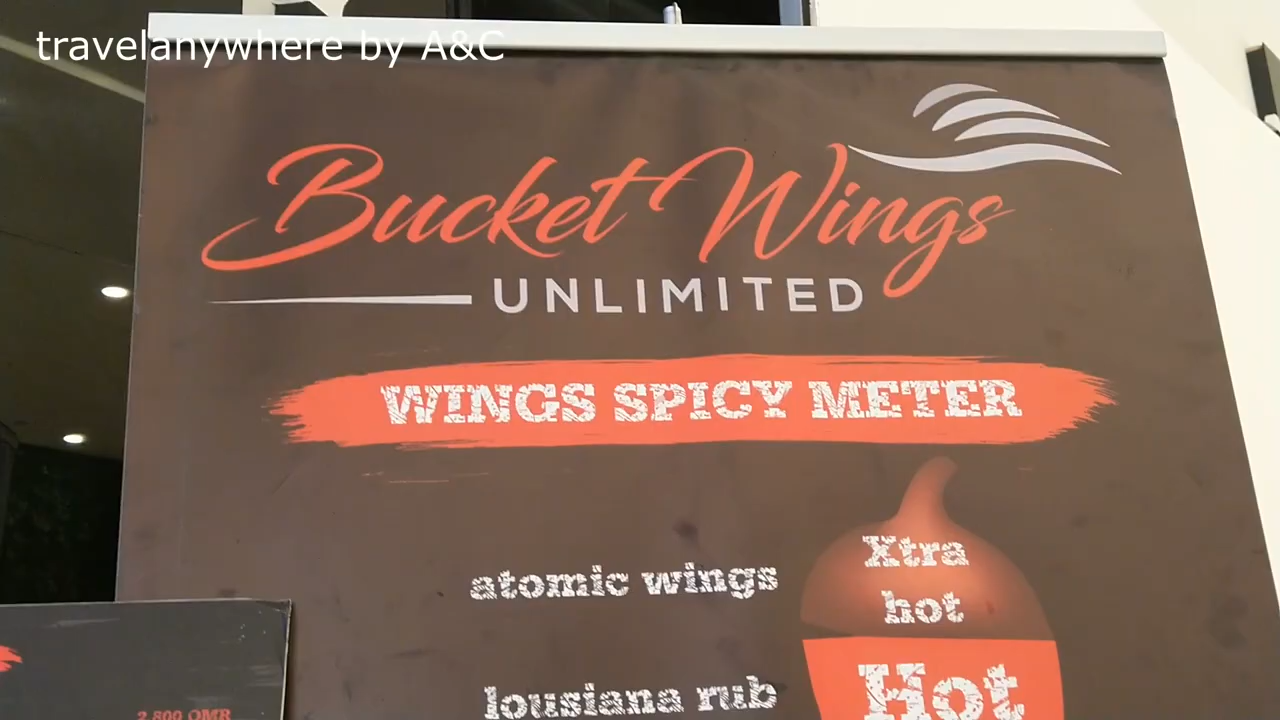 travelanywhere by A&C
Bucket Wings
UNLIMITED
WINGS SPICY METER
Xtra
atomic wings
hot
lousiana rub
Hot
2.800 OMR